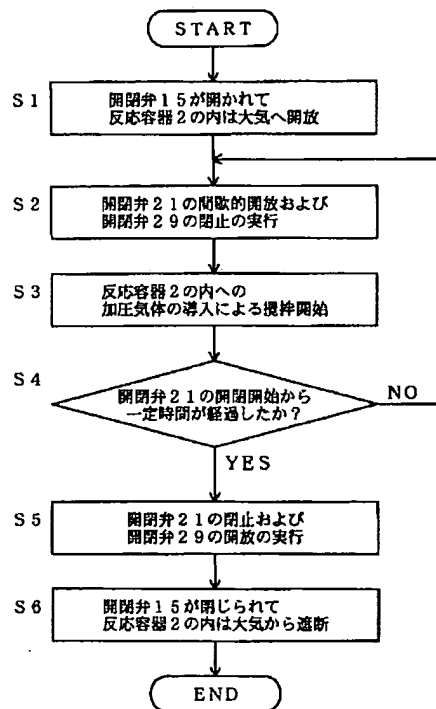 START
S1
開閉弁15が開かれて
反応容器2の内は大気へ開放
S2
開閉弁21の間歇的開放および
開閉弁29の閉止の実行
S3
反応容器2の内への
加圧気体の導入による攪拌開始
S4
開閉弁21の開閉開始から
一定時間が経過したか?
NO
YES
S5
開閉弁21の閉止および
開閉弁29の開放の実行
S6
開閉弁15が閉じられて
反応容器2の内は大気から遮断
END